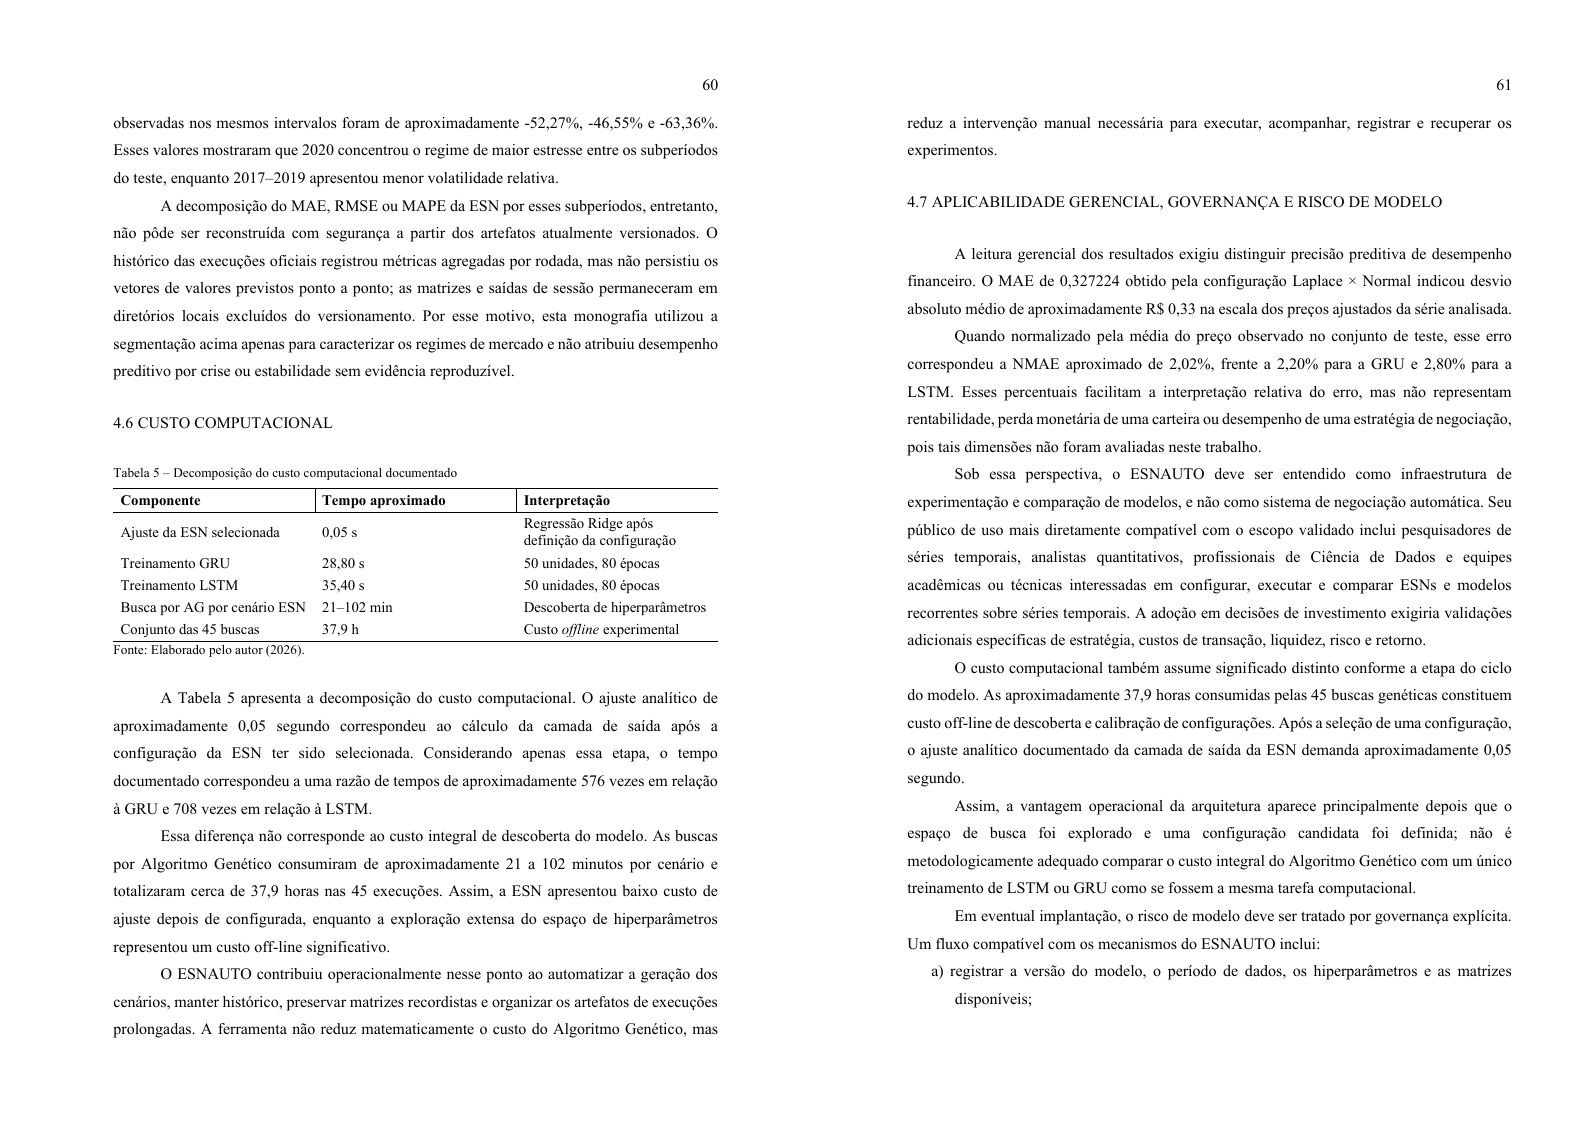 60
observadas nos mesmos intervalos foram de aproximadamente -52,27%, -46,55% e -63,36%.
Esses valores mostraram que 2020 concentrou o regime de maior estresse entre os subperíodos
do teste, enquanto 2017–2019 apresentou menor volatilidade relativa.
A decomposição do MAE, RMSE ou MAPE da ESN por esses subperíodos, entretanto,
não pôde ser reconstruída com segurança a partir dos artefatos atualmente versionados. O
histórico das execuções oficiais registrou métricas agregadas por rodada, mas não persistiu os
vetores de valores previstos ponto a ponto; as matrizes e saídas de sessão permaneceram em
diretórios locais excluídos do versionamento. Por esse motivo, esta monografia utilizou a
segmentação acima apenas para caracterizar os regimes de mercado e não atribuiu desempenho
preditivo por crise ou estabilidade sem evidência reproduzível.
4.6 CUSTO COMPUTACIONAL
Tabela 5 – Decomposição do custo computacional documentado
Componente Tempo aproximado Interpretação
Ajuste da ESN selecionada 0,05 s Regressão Ridge após
definição da configuração
Treinamento GRU 28,80 s 50 unidades, 80 épocas
Treinamento LSTM 35,40 s 50 unidades, 80 épocas
Busca por AG por cenário ESN 21–102 min Descoberta de hiperparâmetros
Conjunto das 45 buscas 37,9 h Custo offline experimental
Fonte: Elaborado pelo autor (2026).
A Tabela 5 apresenta a decomposição do custo computacional. O ajuste analítico de
aproximadamente 0,05 segundo correspondeu ao cálculo da camada de saída após a
configuração da ESN ter sido selecionada. Considerando apenas essa etapa, o tempo
documentado correspondeu a uma razão de tempos de aproximadamente 576 vezes em relação
à GRU e 708 vezes em relação à LSTM.
Essa diferença não corresponde ao custo integral de descoberta do modelo. As buscas
por Algoritmo Genético consumiram de aproximadamente 21 a 102 minutos por cenário e
totalizaram cerca de 37,9 horas nas 45 execuções. Assim, a ESN apresentou baixo custo de
ajuste depois de configurada, enquanto a exploração extensa do espaço de hiperparâmetros
representou um custo off-line significativo.
O ESNAUTO contribuiu operacionalmente nesse ponto ao automatizar a geração dos
cenários, manter histórico, preservar matrizes recordistas e organizar os artefatos de execuções
prolongadas. A ferramenta não reduz matematicamente o custo do Algoritmo Genético, mas
61
reduz a intervenção manual necessária para executar, acompanhar, registrar e recuperar os
experimentos.
4.7 APLICABILIDADE GERENCIAL, GOVERNANÇA E RISCO DE MODELO
A leitura gerencial dos resultados exigiu distinguir precisão preditiva de desempenho
financeiro. O MAE de 0,327224 obtido pela configuração Laplace × Normal indicou desvio
absoluto médio de aproximadamente R$ 0,33 na escala dos preços ajustados da série analisada.
Quando normalizado pela média do preço observado no conjunto de teste, esse erro
correspondeu a NMAE aproximado de 2,02%, frente a 2,20% para a GRU e 2,80% para a
LSTM. Esses percentuais facilitam a interpretação relativa do erro, mas não representam
rentabilidade, perda monetária de uma carteira ou desempenho de uma estratégia de negociação,
pois tais dimensões não foram avaliadas neste trabalho.
Sob essa perspectiva, o ESNAUTO deve ser entendido como infraestrutura de
experimentação e comparação de modelos, e não como sistema de negociação automática. Seu
público de uso mais diretamente compatível com o escopo validado inclui pesquisadores de
séries temporais, analistas quantitativos, profissionais de Ciência de Dados e equipes
acadêmicas ou técnicas interessadas em configurar, executar e comparar ESNs e modelos
recorrentes sobre séries temporais. A adoção em decisões de investimento exigiria validações
adicionais específicas de estratégia, custos de transação, liquidez, risco e retorno.
O custo computacional também assume significado distinto conforme a etapa do ciclo
do modelo. As aproximadamente 37,9 horas consumidas pelas 45 buscas genéticas constituem
custo off-line de descoberta e calibração de configurações. Após a seleção de uma configuração,
o ajuste analítico documentado da camada de saída da ESN demanda aproximadamente 0,05
segundo.
Assim, a vantagem operacional da arquitetura aparece principalmente depois que o
espaço de busca foi explorado e uma configuração candidata foi definida; não é
metodologicamente adequado comparar o custo integral do Algoritmo Genético com um único
treinamento de LSTM ou GRU como se fossem a mesma tarefa computacional.
Em eventual implantação, o risco de modelo deve ser tratado por governança explícita.
Um fluxo compatível com os mecanismos do ESNAUTO inclui:
a) registrar a versão do modelo, o período de dados, os hiperparâmetros e as matrizes
disponíveis;